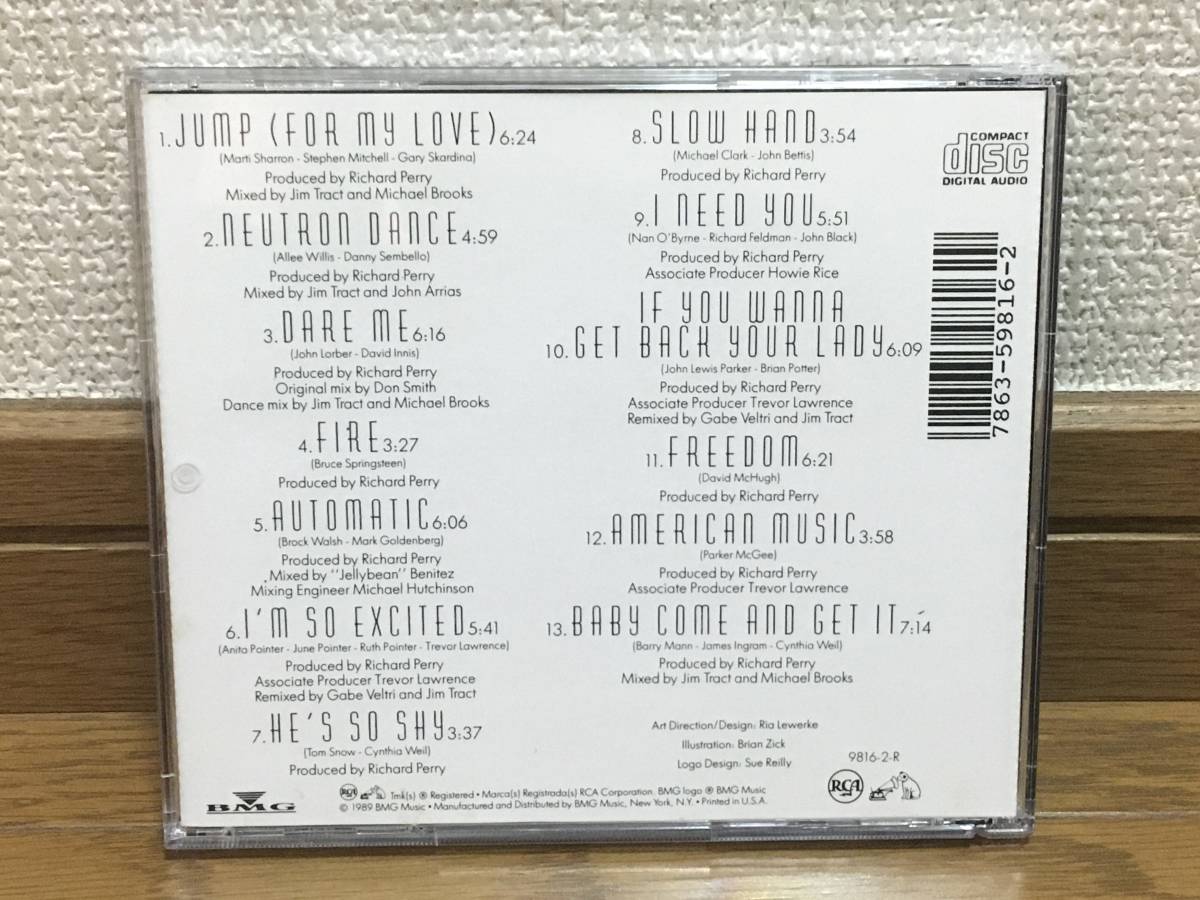 1. JUMP (FOR MY LOVE) 6:24
(Marti Sharron - Stephen Mitchell - Gary Skardina)
Produced by Richard Perry
Mixed by Jim Tract and Michael Brooks
2. NEUTRON DANCE 4:59
(Allee Willis - Danny Sembello)
Produced by Richard Perry
Mixed by Jim Tract and John Arrias
3. DARE ME 6:16
(John Lorber - David Innis)
Produced by Richard Perry
Original mix by Don Smith
Dance mix by Jim Tract and Michael Brooks
4. FIRE 3:27
(Bruce Springsteen)
Produced by Richard Perry
5. AUTOMATIC 6:06
(Brock Walsh - Mark Goldenberg)
Produced by Richard Perry
Mixed by "Jellybean" Benitez
Mixing Engineer Michael Hutchinson
6. I'M SO EXCITED 5:41
(Anita Pointer - June Pointer - Ruth Pointer - Trevor Lawrence)
Produced by Richard Perry
Associate Producer Trevor Lawrence
Remixed by Gabe Veltri and Jim Tract
7. HE'S SO SHY 3:37
(Tom Snow - Cynthia Weil)
Produced by Richard Perry
8. SLOW HAND 3:54
(Michael Clark - John Bettis)
Produced by Richard Perry
9. I NEED YOU 5:51
(Nan O'Byrne - Richard Feldman - John Black)
Produced by Richard Perry
Associate Producer Howie Rice
IF YOU WANNA
10. GET BACK YOUR LADY 6:09
(John Lewis Parker - Brian Potter)
Produced by Richard Perry
Associate Producer Trevor Lawrence
Remixed by Gabe Veltri and Jim Tract
11. FREEDOM 6:21
(David McHugh)
Produced by Richard Perry
12. AMERICAN MUSIC 3:58
(Parker McGee)
Produced by Richard Perry
Associate Producer Trevor Lawrence
13. BABY COME AND GET IT 7:14
(Barry Mann - James Ingram - Cynthia Weil)
Produced by Richard Perry
Mixed by Jim Tract and Michael Brooks
Art Direction/Design: Ria Lewerke
Illustration: Brian Zick
Logo Design: Sue Reilly
COMPACT
disc
DIGITAL AUDIO
7863-59816-2
9816-2-R
RCA
BMG
RCA Tmk(s) ® Registered • Marca(s) Registrada(s) RCA Corporation. BMG logo ® BMG Music
© 1989 BMG Music • Manufactured and Distributed by BMG Music, New York, N.Y. • Printed in U.S.A.